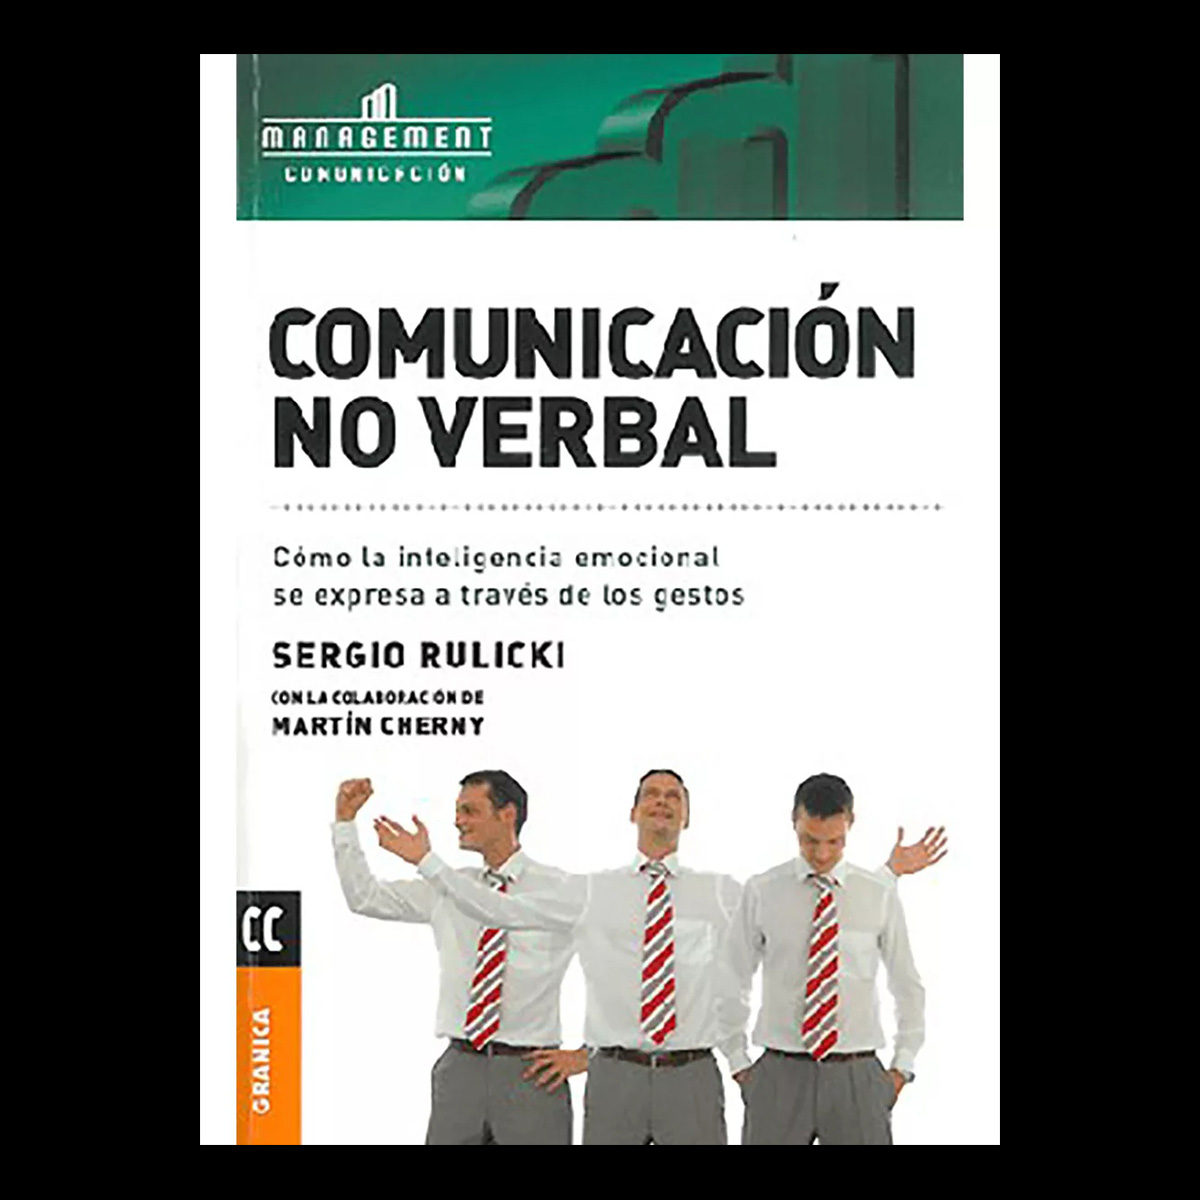 MANAGEMENT
COMUNICACIÓN
COMUNICACIÓN
NO VERBAL
Cómo la inteligencia emocional
se expresa a través de los gestos
SERGIO RULICKI
CON LA COLABORACIÓN DE
MARTÍN CHERNY
CC
GRANICA